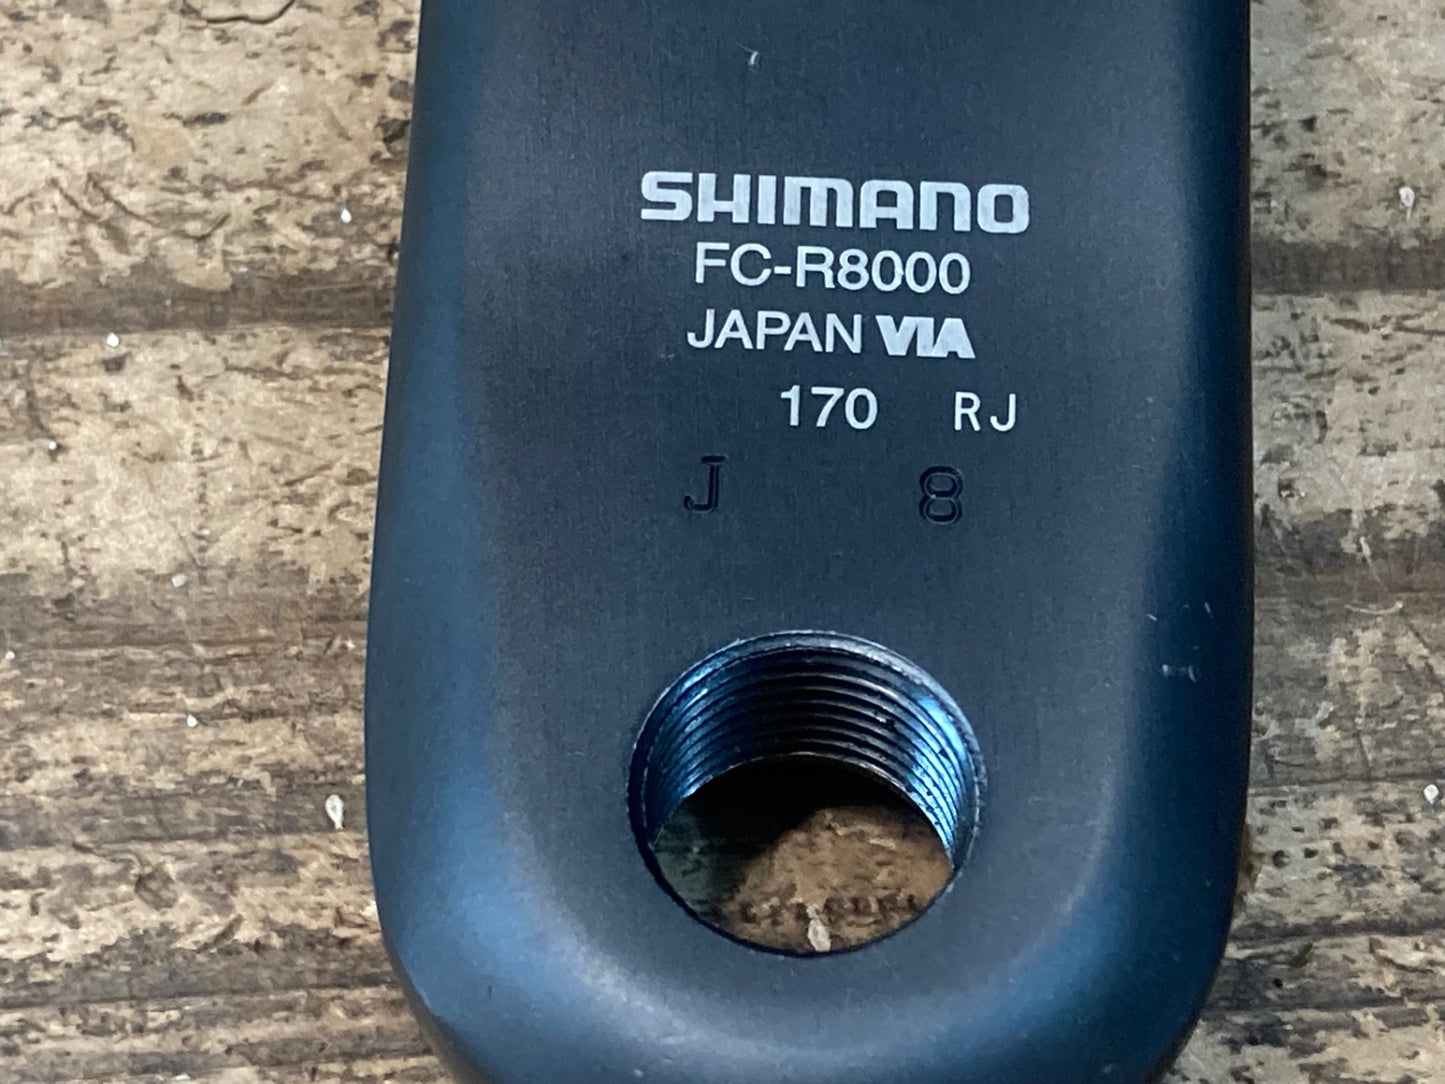 SHIMANO
FC-R8000
JAPAN VIA
170 RJ
J 8